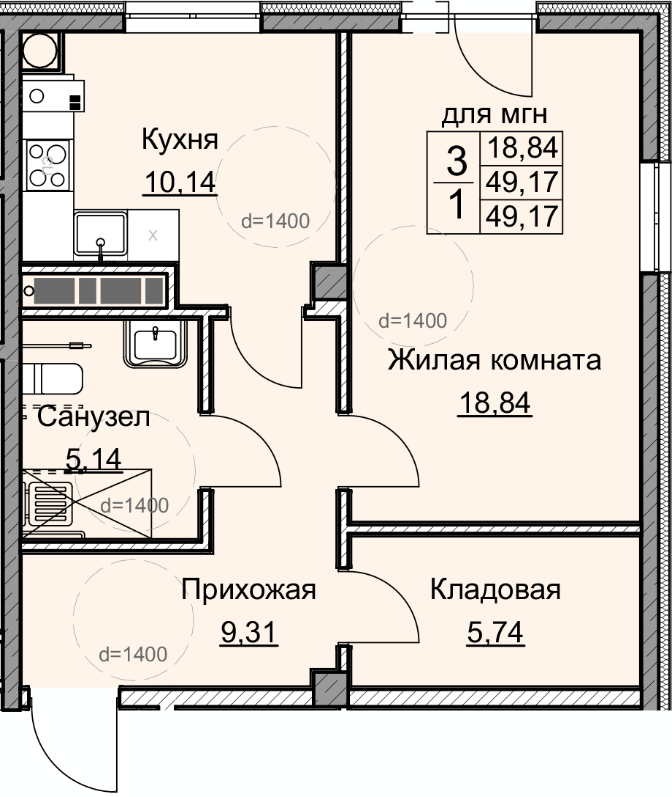 для мгн
3
1
18,84
49,17
49,17
Кухня
10,14
x
d=1400
d=1400
Жилая комната
18,84
Санузел
5,14
d=1400
Прихожая
9,31
d=1400
Кладовая
5,74